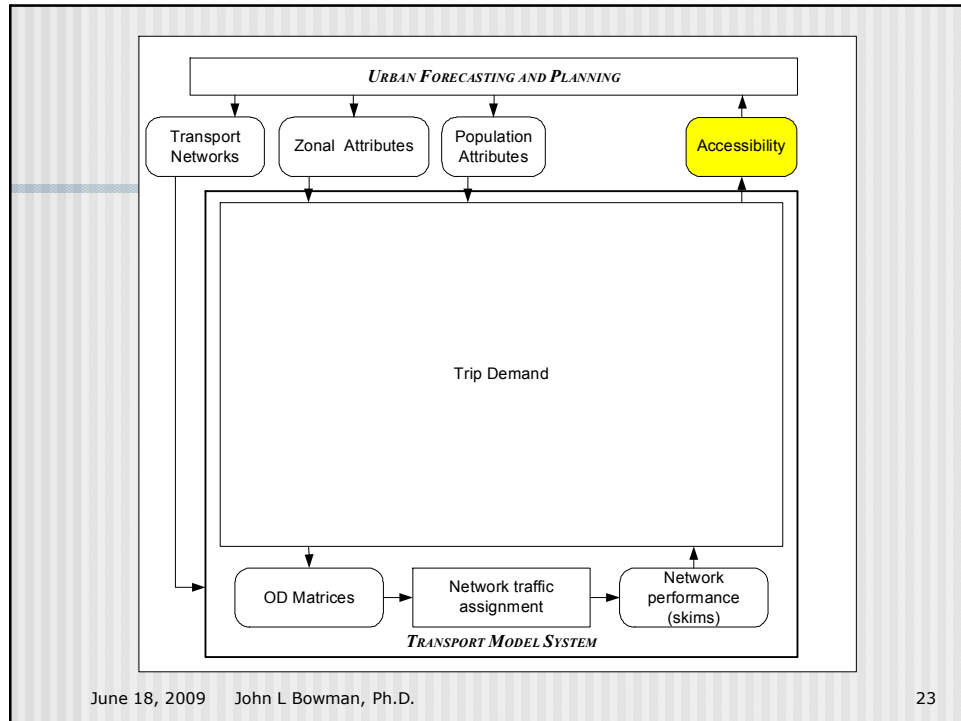 URBAN FORECASTING AND PLANNING
Transport
Networks
Zonal Attributes
Population
Attributes
Accessibility
Trip Demand
OD Matrices
Network traffic
assignment
Network
performance
(skims)
TRANSPORT MODEL SYSTEM
June 18, 2009 John L Bowman, Ph.D. 23